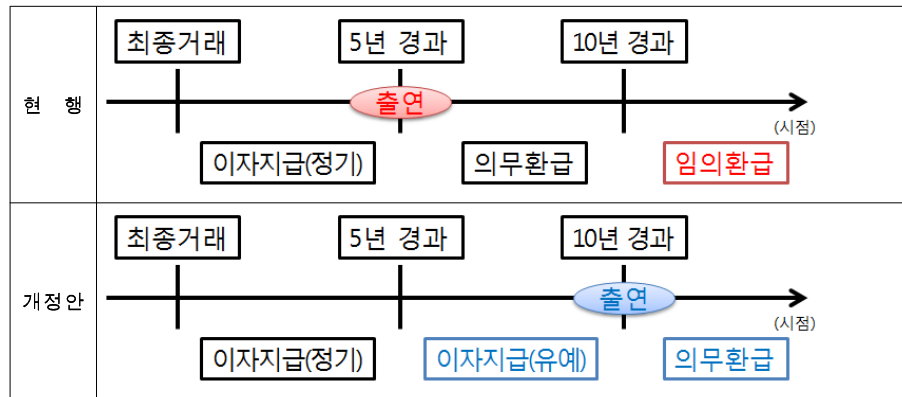 현 행
최종거래 5년 경과 10년 경과
출연
(시점)
이자지급(정기) 의무환급 임의환급
개정안
최종거래 5년 경과 10년 경과
출연
(시점)
이자지급(정기) 이자지급(유예) 의무환급